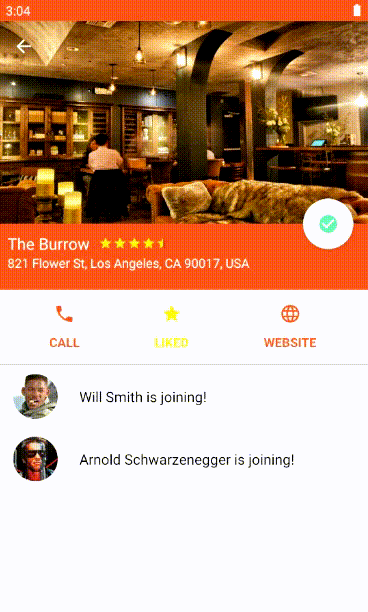 3:04
The Burrow
821 Flower St, Los Angeles, CA 90017, USA
CALL
LIKED
WEBSITE
Will Smith is joining!
Arnold Schwarzenegger is joining!